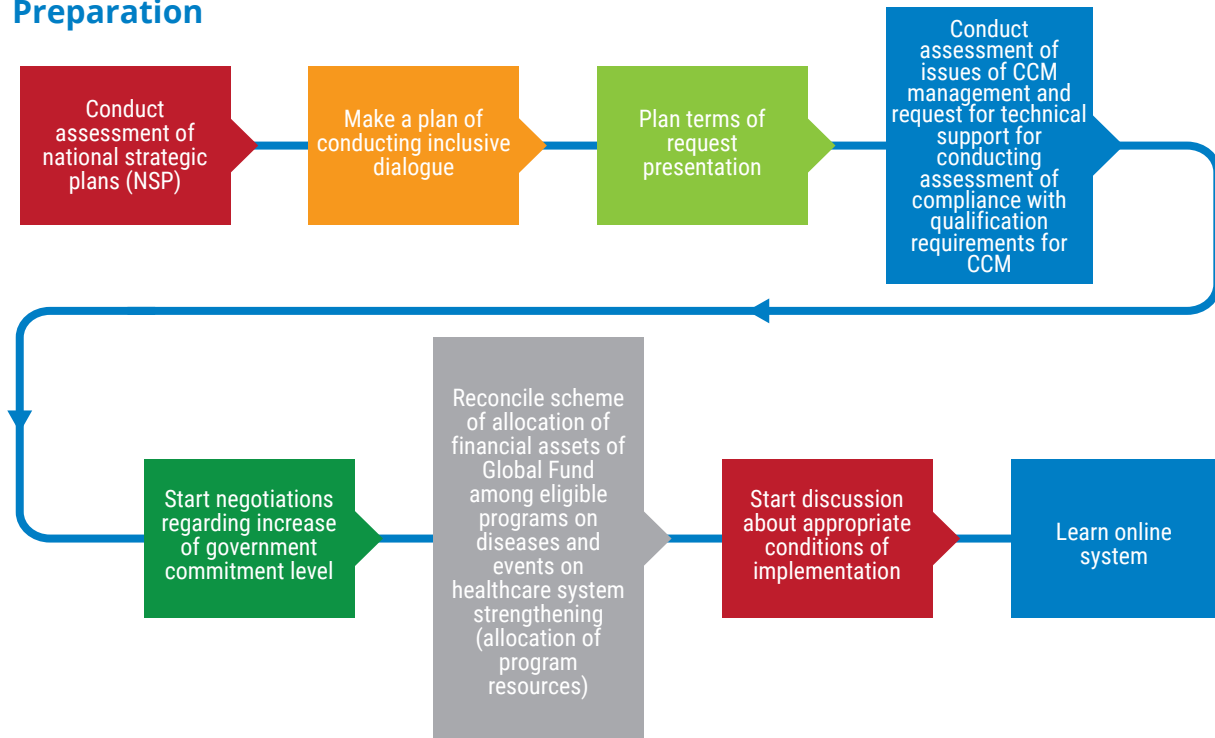 Preparation
Conduct
assessment of
national strategic
plans (NSP)
Make a plan of
conducting inclusive
dialogue
Plan terms of
request
presentation
Conduct
assessment of
issues of CCM
management and
request for technical
support for
conducting
assessment of
compliance with
qualification
requirements for
CCM
Start negotiations
regarding increase
of government
commitment level
Reconcile scheme
of allocation of
financial assets of
Global Fund
among eligible
programs on
diseases and
events on
healthcare system
strengthening
(allocation of
program
resources)
Start discussion
about appropriate
conditions of
implementation
Learn online
system